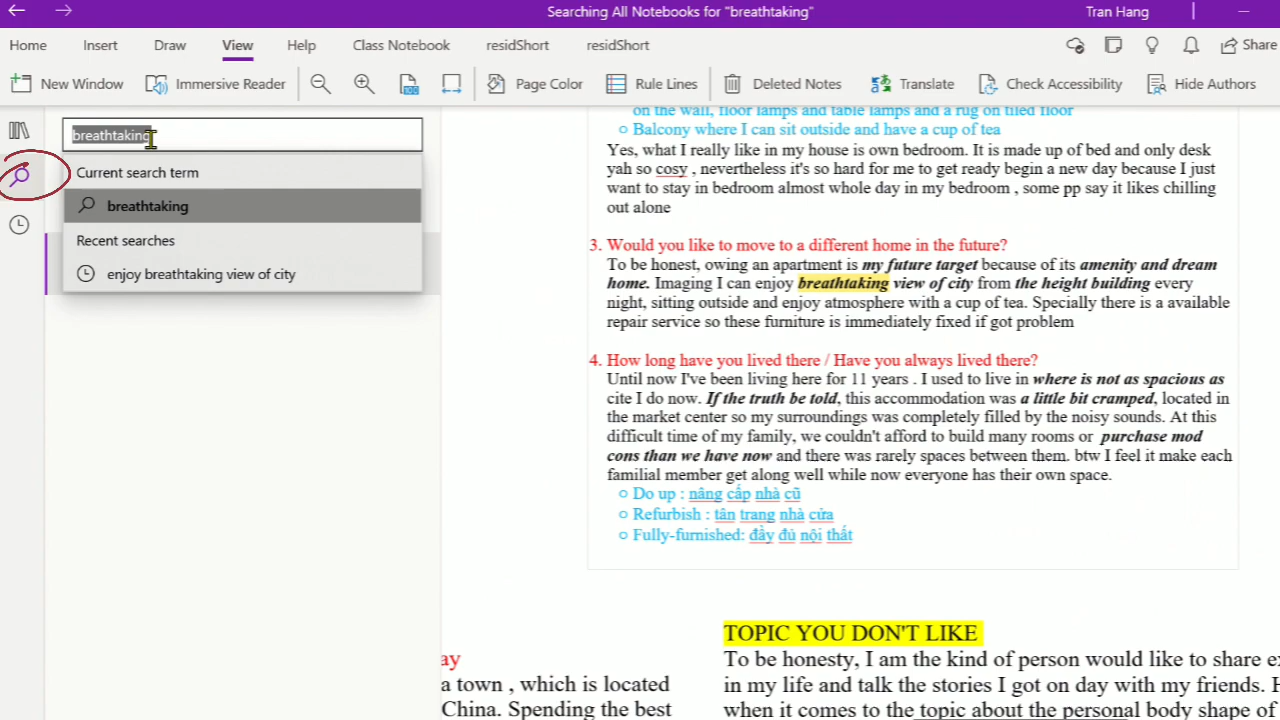 Searching All Notebooks for "breathtaking"
Tran Hang
Home
Insert
Draw
View
Help
Class Notebook
residShort
residShort
Share
New Window
Immersive Reader
Page Color
Rule Lines
Deleted Notes
Translate
Check Accessibility
Hide Authors
breathtaking
Current search term
breathtaking
Recent searches
enjoy breathtaking view of city
on the wall, floor lamps and table lamps and a rug on tiled floor
Balcony where I can sit outside and have a cup of tea
Yes, what I really like in my house is own bedroom. It is made up of bed and only desk
yah so cosy , nevertheless it's so hard for me to get ready begin a new day because I just
want to stay in bedroom almost whole day in my bedroom , some pp say it likes chilling
out alone
3. Would you like to move to a different home in the future?
To be honest, owing an apartment is my future target because of its amenity and dream
home. Imaging I can enjoy breathtaking view of city from the height building every
night, sitting outside and enjoy atmosphere with a cup of tea. Specially there is a available
repair service so these furniture is immediately fixed if got problem
4. How long have you lived there / Have you always lived there?
Until now I've been living here for 11 years . I used to live in where is not as spacious as
cite I do now. If the truth be told, this accommodation was a little bit cramped, located in
the market center so my surroundings was completely filled by the noisy sounds. At this
difficult time of my family, we couldn't afford to build many rooms or purchase mod
cons than we have now and there was rarely spaces between them. btw I feel it make each
familial member get along well while now everyone has their own space.
Do up : nâng cấp nhà cũ
Refurbish : tân trang nhà cửa
Fully-furnished: đầy đủ nội thất
ay
a town , which is located
China. Spending the best
TOPIC YOU DON'T LIKE
To be honesty, I am the kind of person would like to share ex
in my life and talk the stories I got on day with my friends. H
when it comes to the topic about the personal body shape of